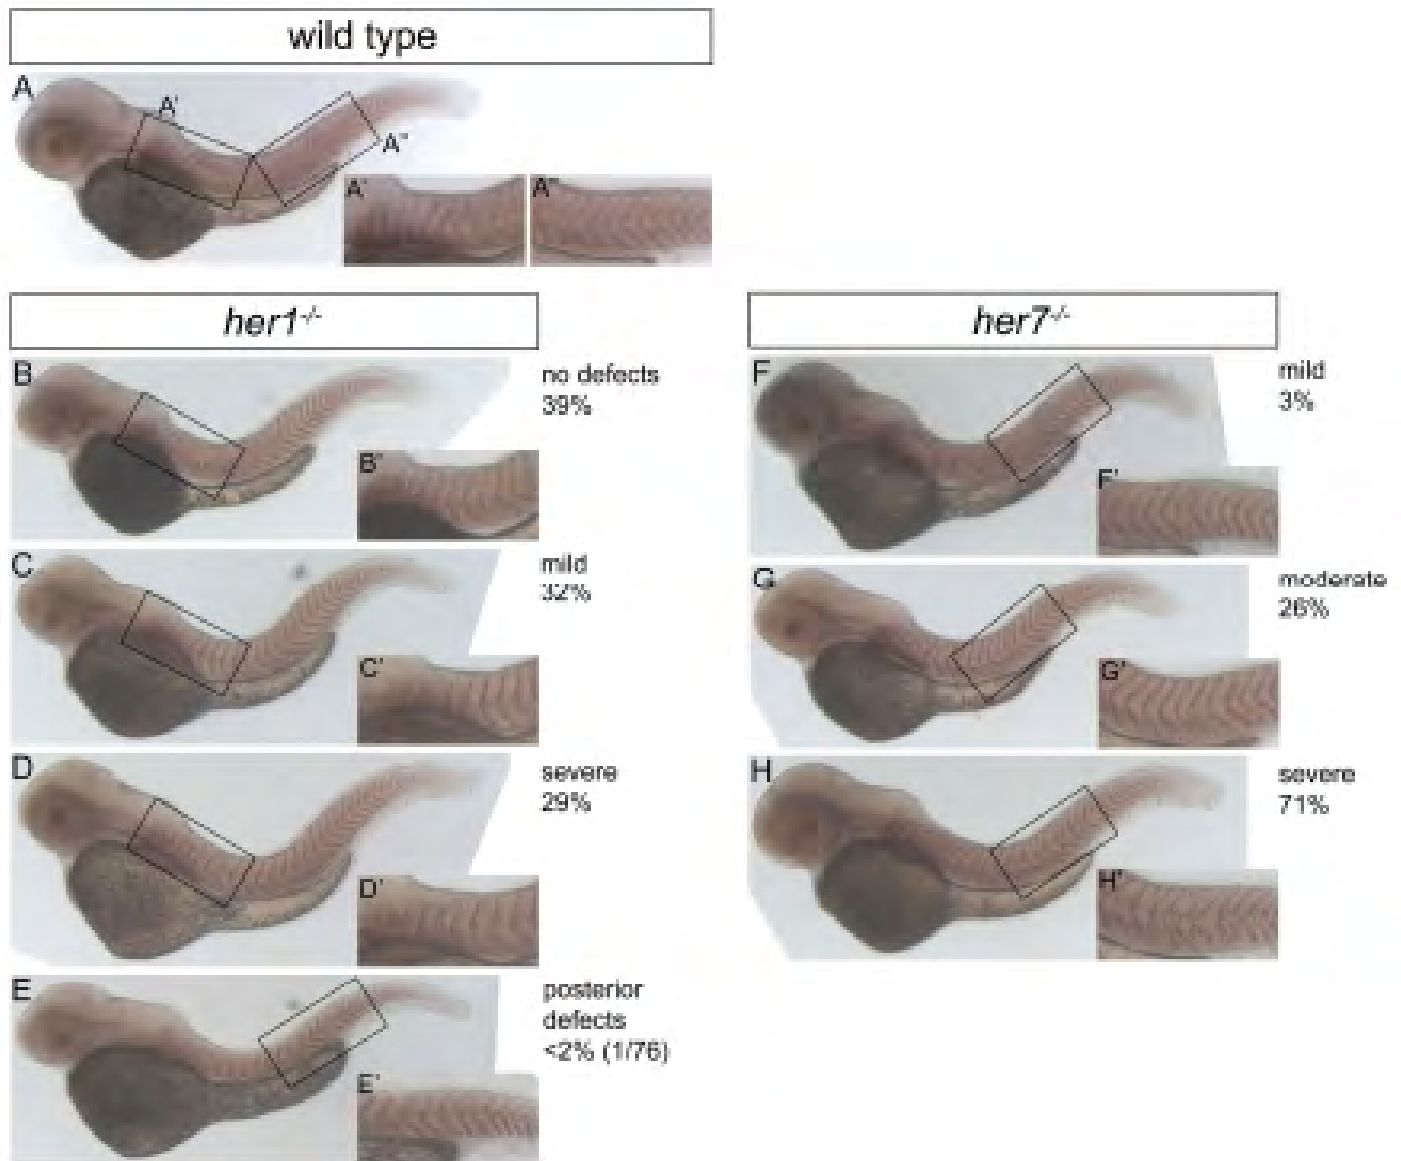 wild type
A
A'
A"
A'
A"
her1-/-
her7-/-
B
no defects
39%
B'
C
mild
32%
C'
D
severe
29%
D'
E
posterior
defects
<2% (1/76)
E'
F
mild
3%
F'
G
moderate
26%
G'
H
severe
71%
H'